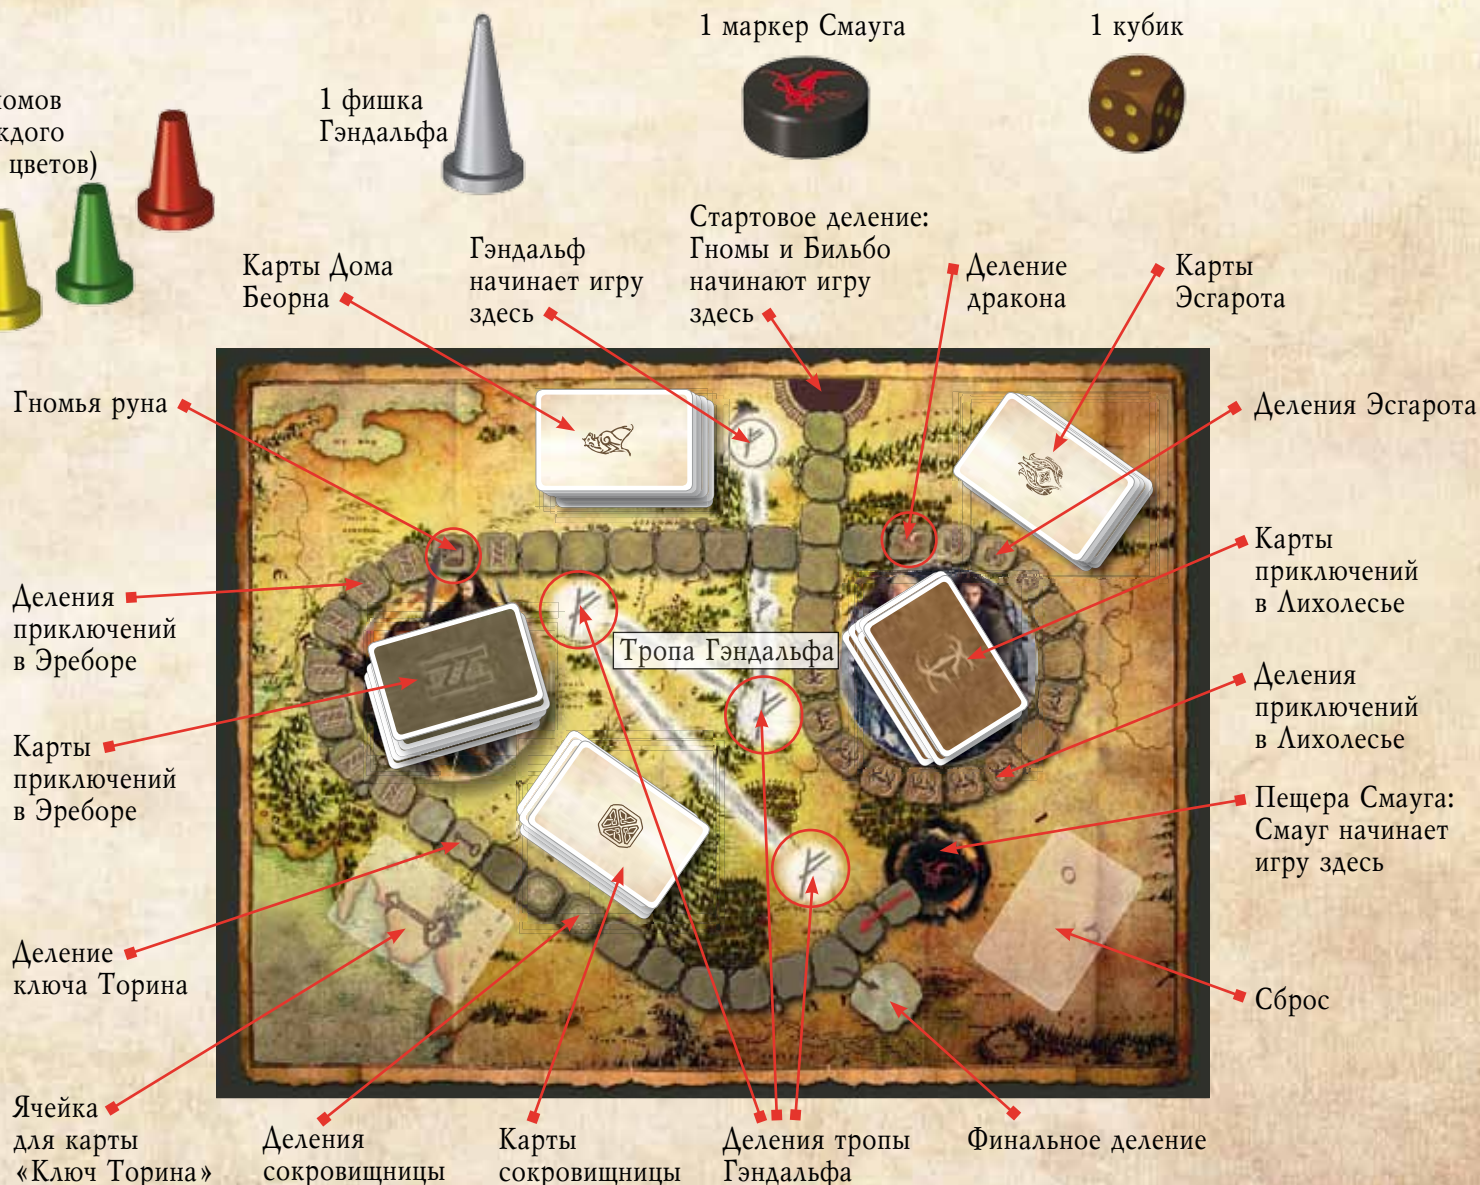 1 маркер Смауга
1 кубик
1 фишка
Гэндальфа
цветов)
Карты Дома
Беорна
Гэндальф
начинает игру
здесь
Стартовое деление:
Гномы и Бильбо
начинают игру
здесь
Деление
дракона
Карты
Эсгарота
Гномья руна
Деления Эсгарота
Карты
приключений
в Лихолесье
Деления
приключений
в Эреборе
Тропа Гэндальфа
Деления
приключений
в Лихолесье
Карты
приключений
в Эреборе
Пещера Смауга:
Смауг начинает
игру здесь
Деление
ключа Торина
Сброс
Ячейка
для карты
«Ключ Торина»
Деления
сокровищницы
Карты
сокровищницы
Деления тропы
Гэндальфа
Финальное деление